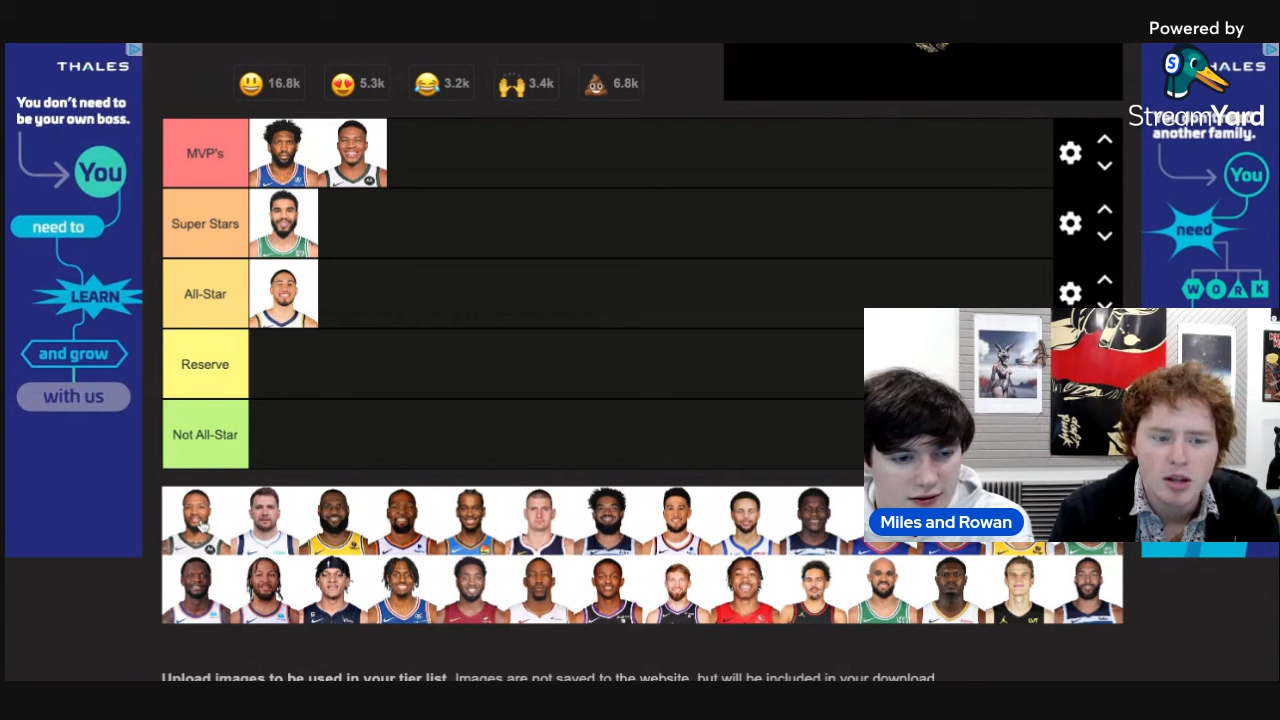 Powered by
StreamYard
THALES
You don't need to
be your own boss.
You
need to
LEARN
and grow
with us
16.8k
5.3k
3.2k
3.4k
6.8k
HALES
another family.
You
need
WORK
MVP's
Super Stars
All-Star
Reserve
Not All-Star
Miles and Rowan
Upload images to be used in your tier list. Images are not saved to the website, but will be included in your download.